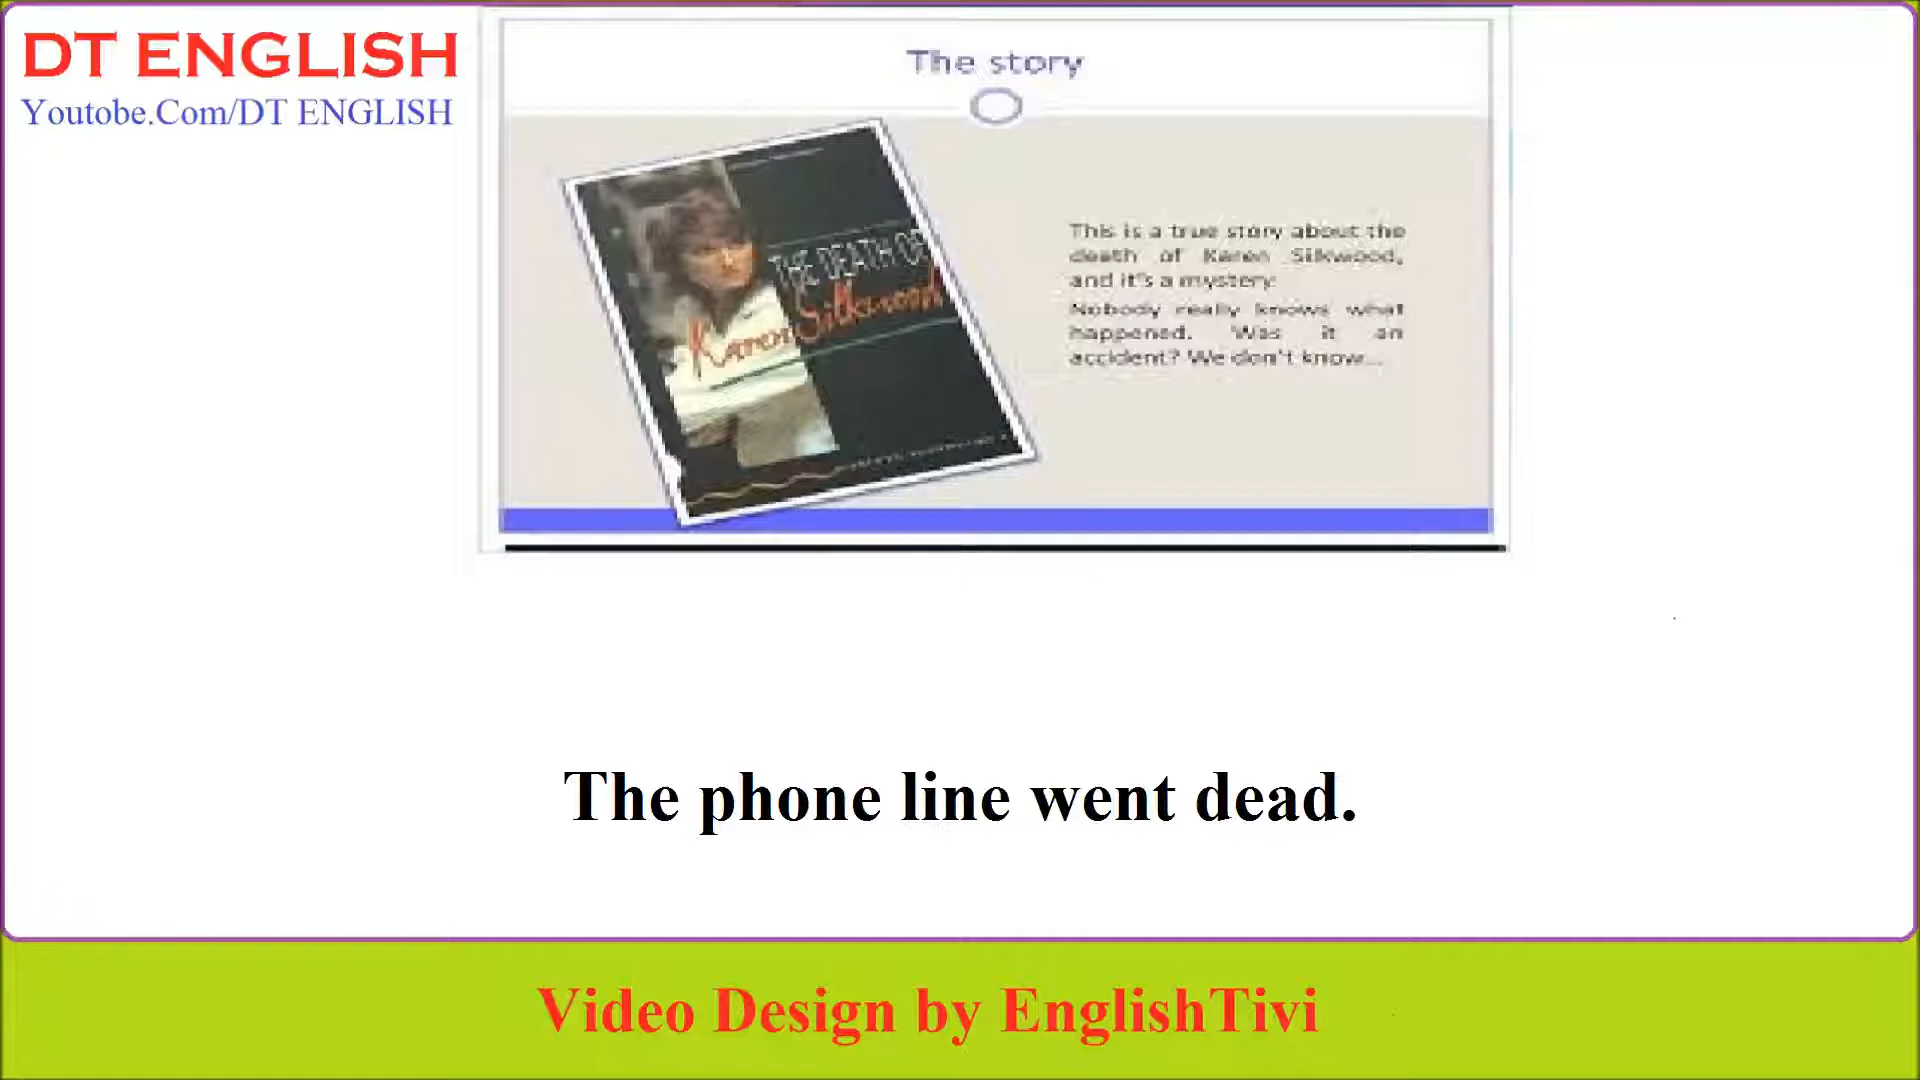 DT ENGLISH
Youtobe.Com/DT ENGLISH
The story
THE DEATH OF
Karen Silkwood
This is a true story about the
death of Karen Silkwood,
and it's a mystery.
Nobody really knows what
happened. Was it an
accident? We don't know...
The phone line went dead.
Video Design by EnglishTivi